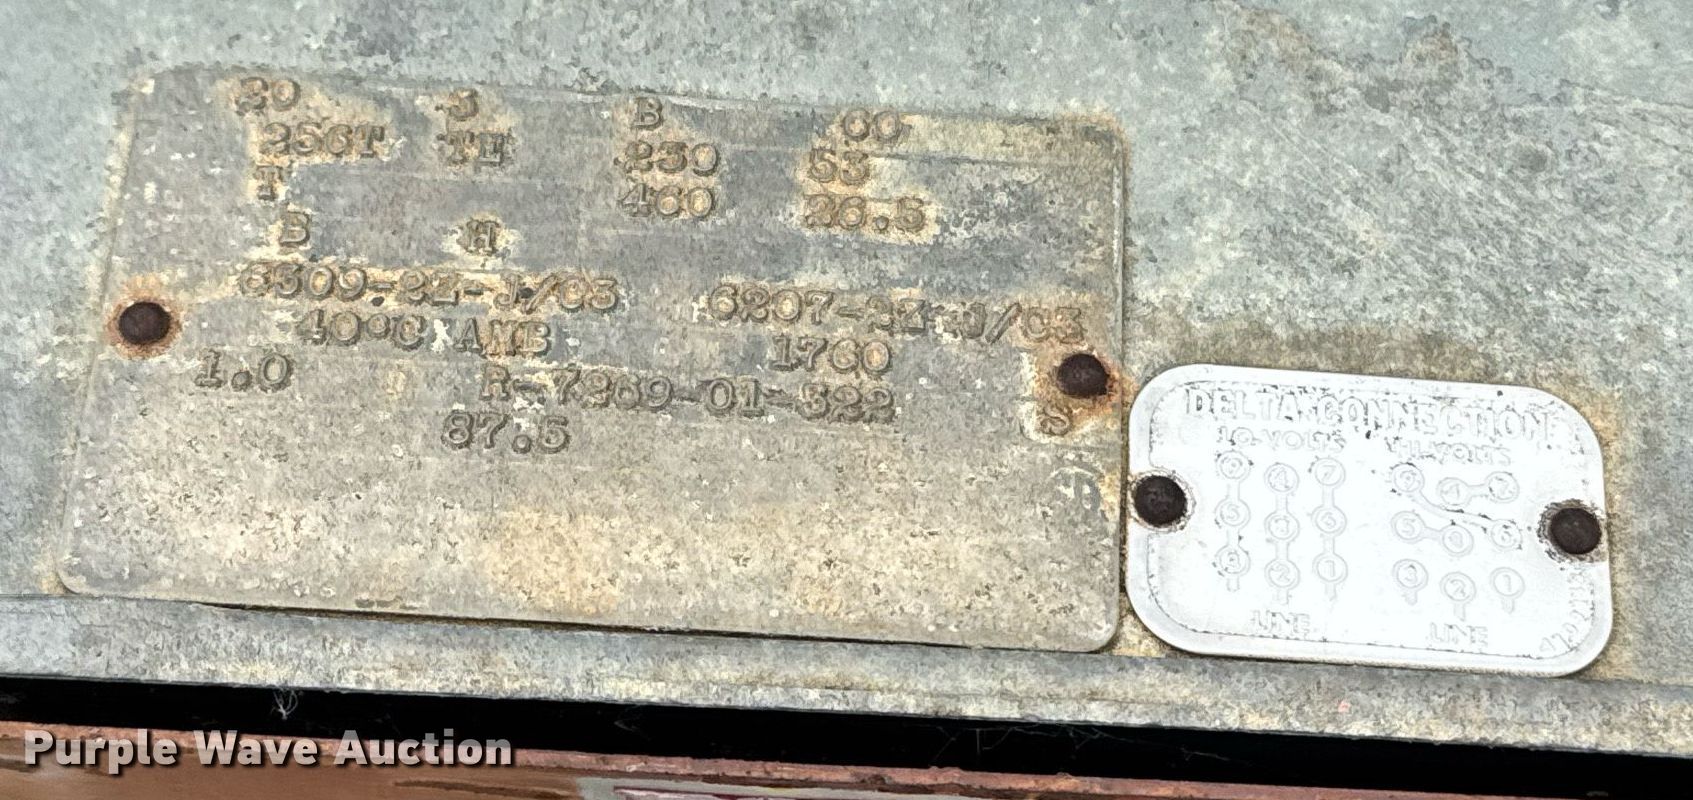 20 3 B 60
256T TE 230 53
T 460 26.5
B H
6309-2Z-J/C3 6207-2Z-J/C3
40°C AMB 1760
1.0 R-7269-01-522
87.5 S
DELTA-CONNECTION
LO-VOLTS HI-VOLTS
9 4 7 9 4 7
5 6 5 8 6
2 1 3 2 1
LINE LINE
Purple Wave Auction